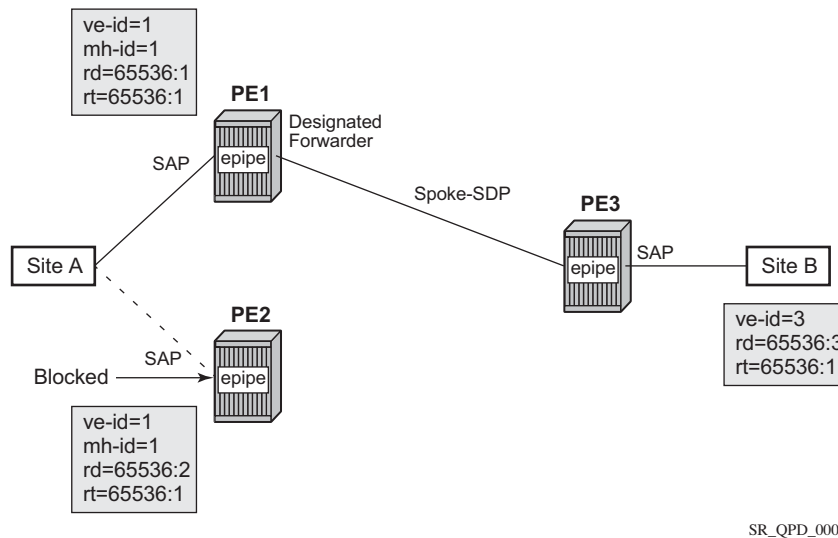 ve-id=1
mh-id=1
rd=65536:1
rt=65536:1
PE1
Designated
Forwarder
epipe
SAP
Spoke-SDP
PE3
epipe
SAP
Site A
Site B
PE2
SAP
epipe
Blocked
ve-id=3
rd=65536:3
rt=65536:1
ve-id=1
mh-id=1
rd=65536:2
rt=65536:1
SR_QPD_000